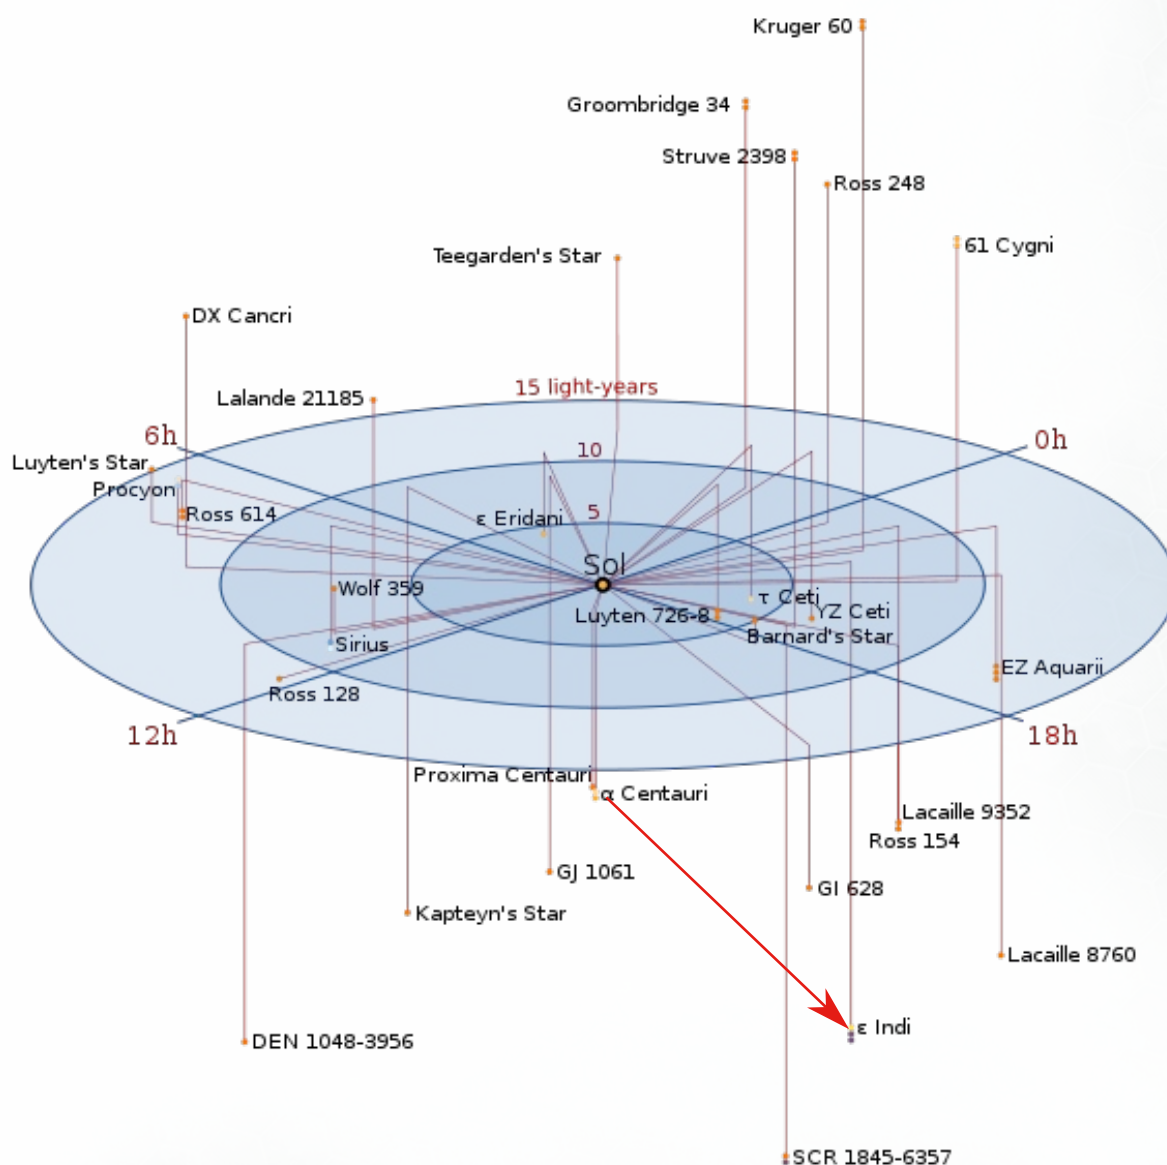 Kruger 60
Groombridge 34
Struve 2398
Ross 248
61 Cygni
Teegarden's Star
DX Cancri
15 light-years
Lalande 21185
6h
0h
10
Luyten's Star
Procyon
Ross 614
5
ε Eridani
Sol
Wolf 359
τ Ceti
YZ Ceti
Luyten 726-8
Barnard's Star
Sirius
EZ Aquarii
Ross 128
12h
18h
Proxima Centauri
α Centauri
Lacaille 9352
Ross 154
GJ 1061
GI 628
Kapteyn's Star
Lacaille 8760
ε Indi
DEN 1048-3956
SCR 1845-6357